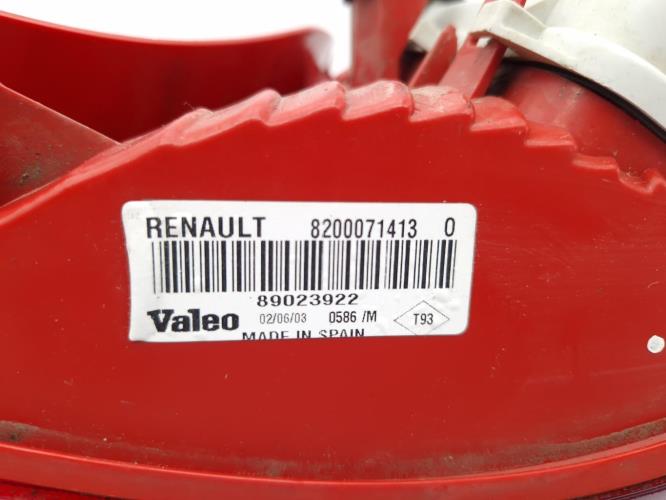 RENAULT 8200071413 0
89023922
Valeo 02/06/03 0586 /M T93
MADE IN SPAIN